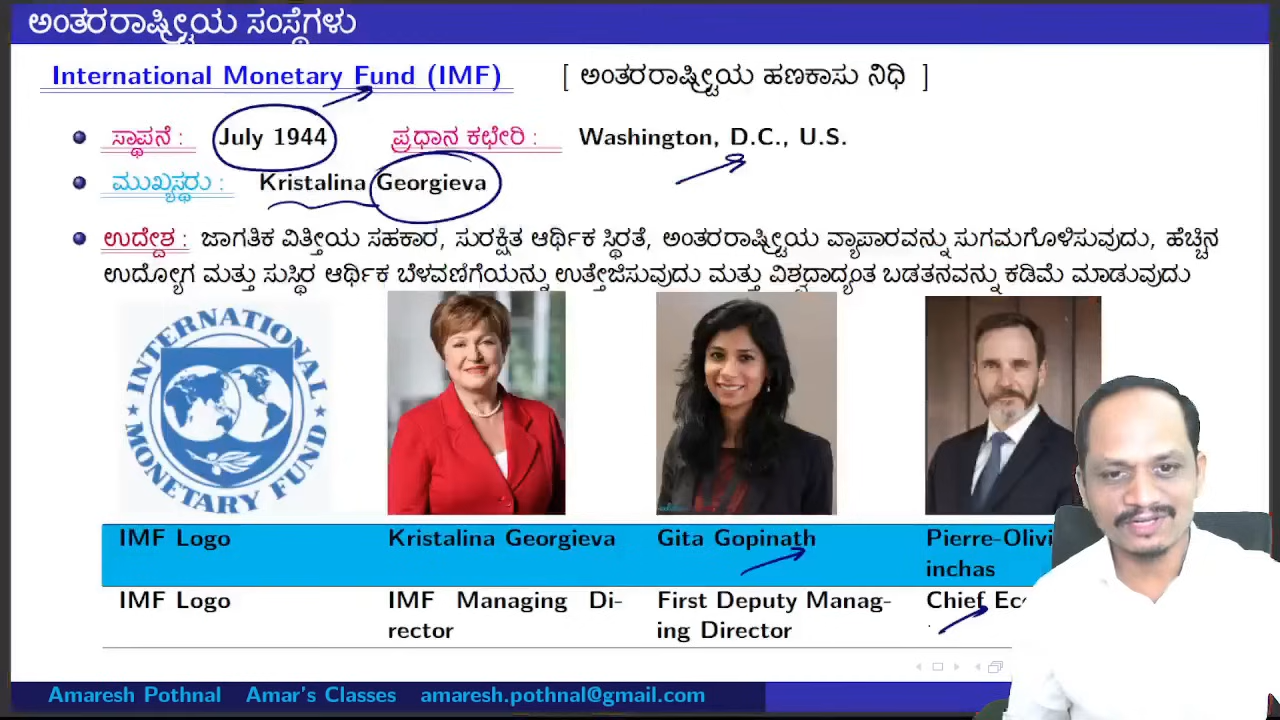 ಅಂತರರಾಷ್ಟ್ರೀಯ ಸಂಸ್ಥೆಗಳು
International Monetary Fund (IMF) [ ಅಂತರರಾಷ್ಟ್ರೀಯ ಹಣಕಾಸು ನಿಧಿ ]
ಸ್ಥಾಪನೆ : July 1944 ಪ್ರಧಾನ ಕಛೇರಿ : Washington, D.C., U.S.
ಮುಖ್ಯಸ್ಥರು : Kristalina Georgieva
ಉದ್ದೇಶ : ಜಾಗತಿಕ ವಿತ್ತೀಯ ಸಹಕಾರ, ಸುರಕ್ಷಿತ ಆರ್ಥಿಕ ಸ್ಥಿರತೆ, ಅಂತರರಾಷ್ಟ್ರೀಯ ವ್ಯಾಪಾರವನ್ನು ಸುಗಮಗೊಳಿಸುವುದು, ಹೆಚ್ಚಿನ
ಉದ್ಯೋಗ ಮತ್ತು ಸುಸ್ಥಿರ ಆರ್ಥಿಕ ಬೆಳವಣಿಗೆಯನ್ನು ಉತ್ತೇಜಿಸುವುದು ಮತ್ತು ವಿಶ್ವದಾದ್ಯಂತ ಬಡತನವನ್ನು ಕಡಿಮೆ ಮಾಡುವುದು
INTERNATIONAL MONETARY FUND
IMF Logo Kristalina Georgieva Gita Gopinath Pierre-Olivi
inchas
IMF Logo IMF Managing Di- First Deputy Manag- Chief
rector ing Director
Amaresh Pothnal Amar's Classes amaresh.pothnal@gmail.com